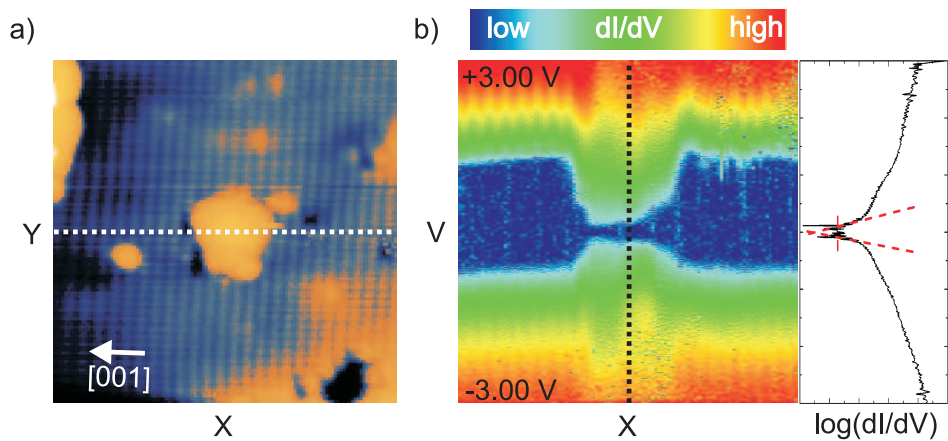 a)
Y
[001]
X
b)
low dI/dV high
+3.00 V
V
-3.00 V
X
log(dI/dV)